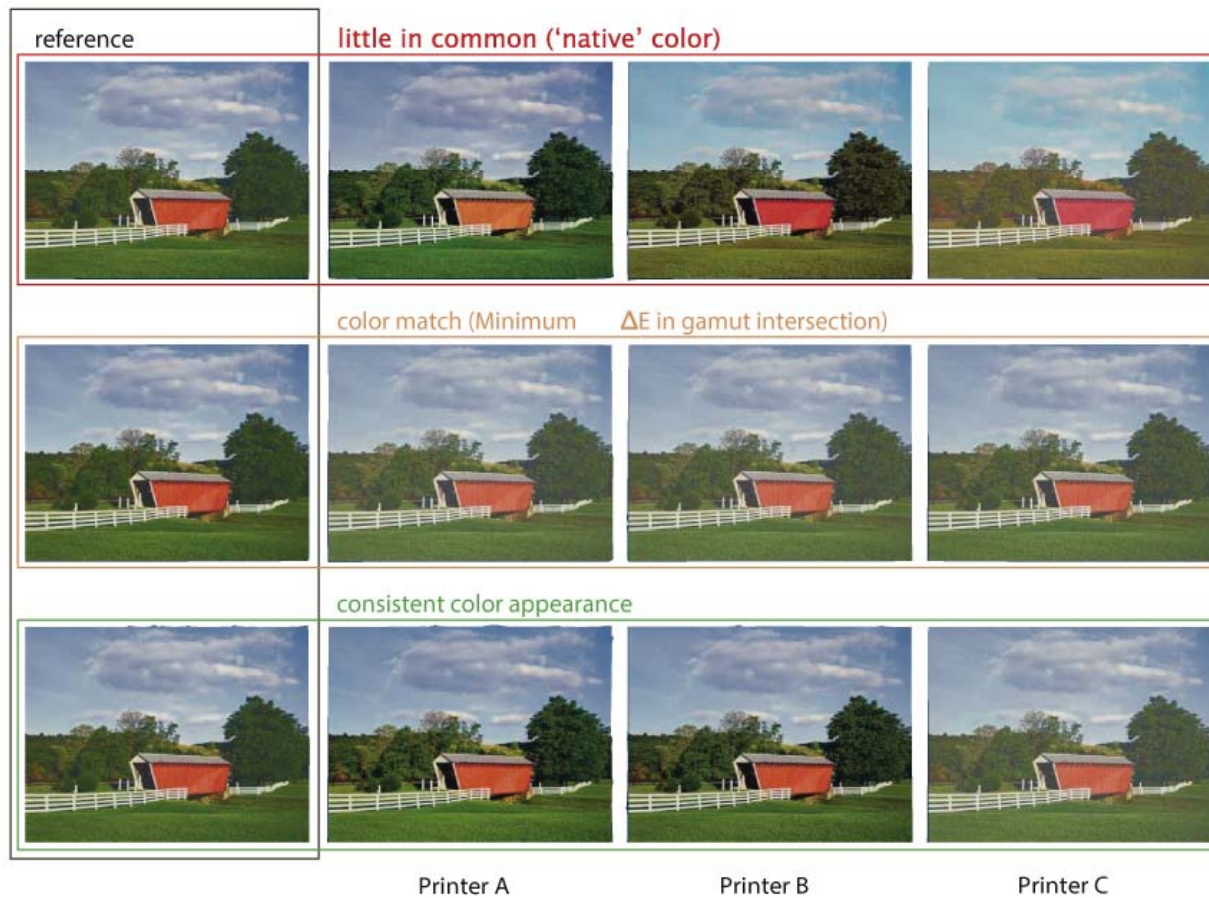 reference
little in common (‘native’ color)
color match (Minimum ΔE in gamut intersection)
consistent color appearance
Printer A
Printer B
Printer C